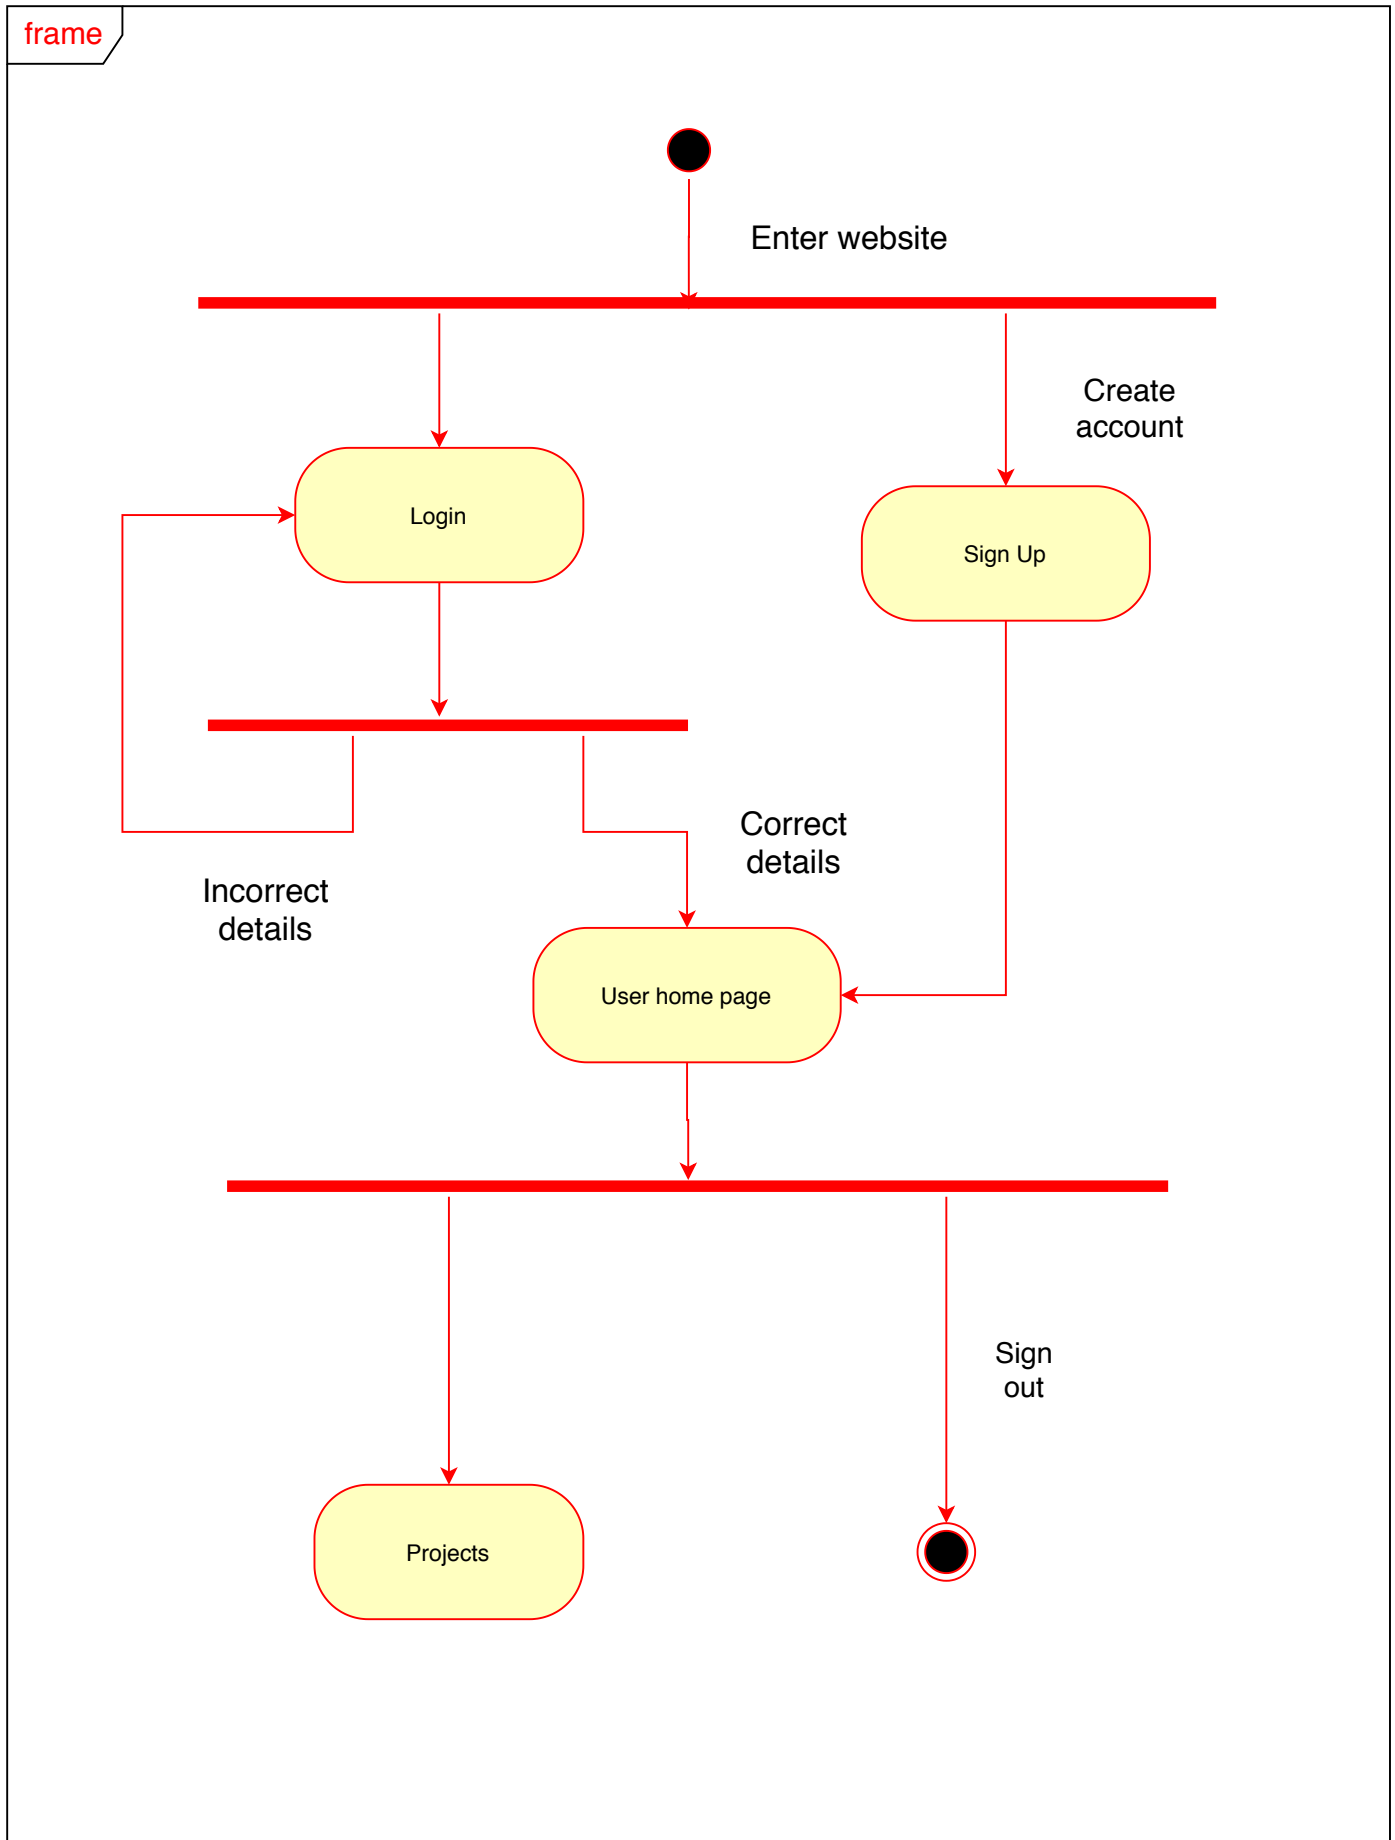 frame
Enter website
Create
account
Login
Sign Up
Correct
details
Incorrect
details
User home page
Sign
out
Projects